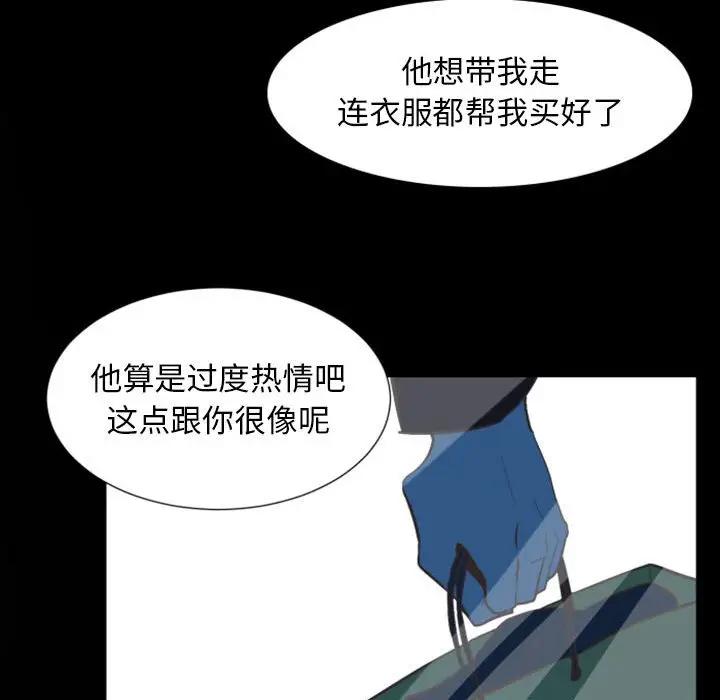 他想带我走
连衣服都帮我买好了
他算是过度热情吧
这点跟你很像呢